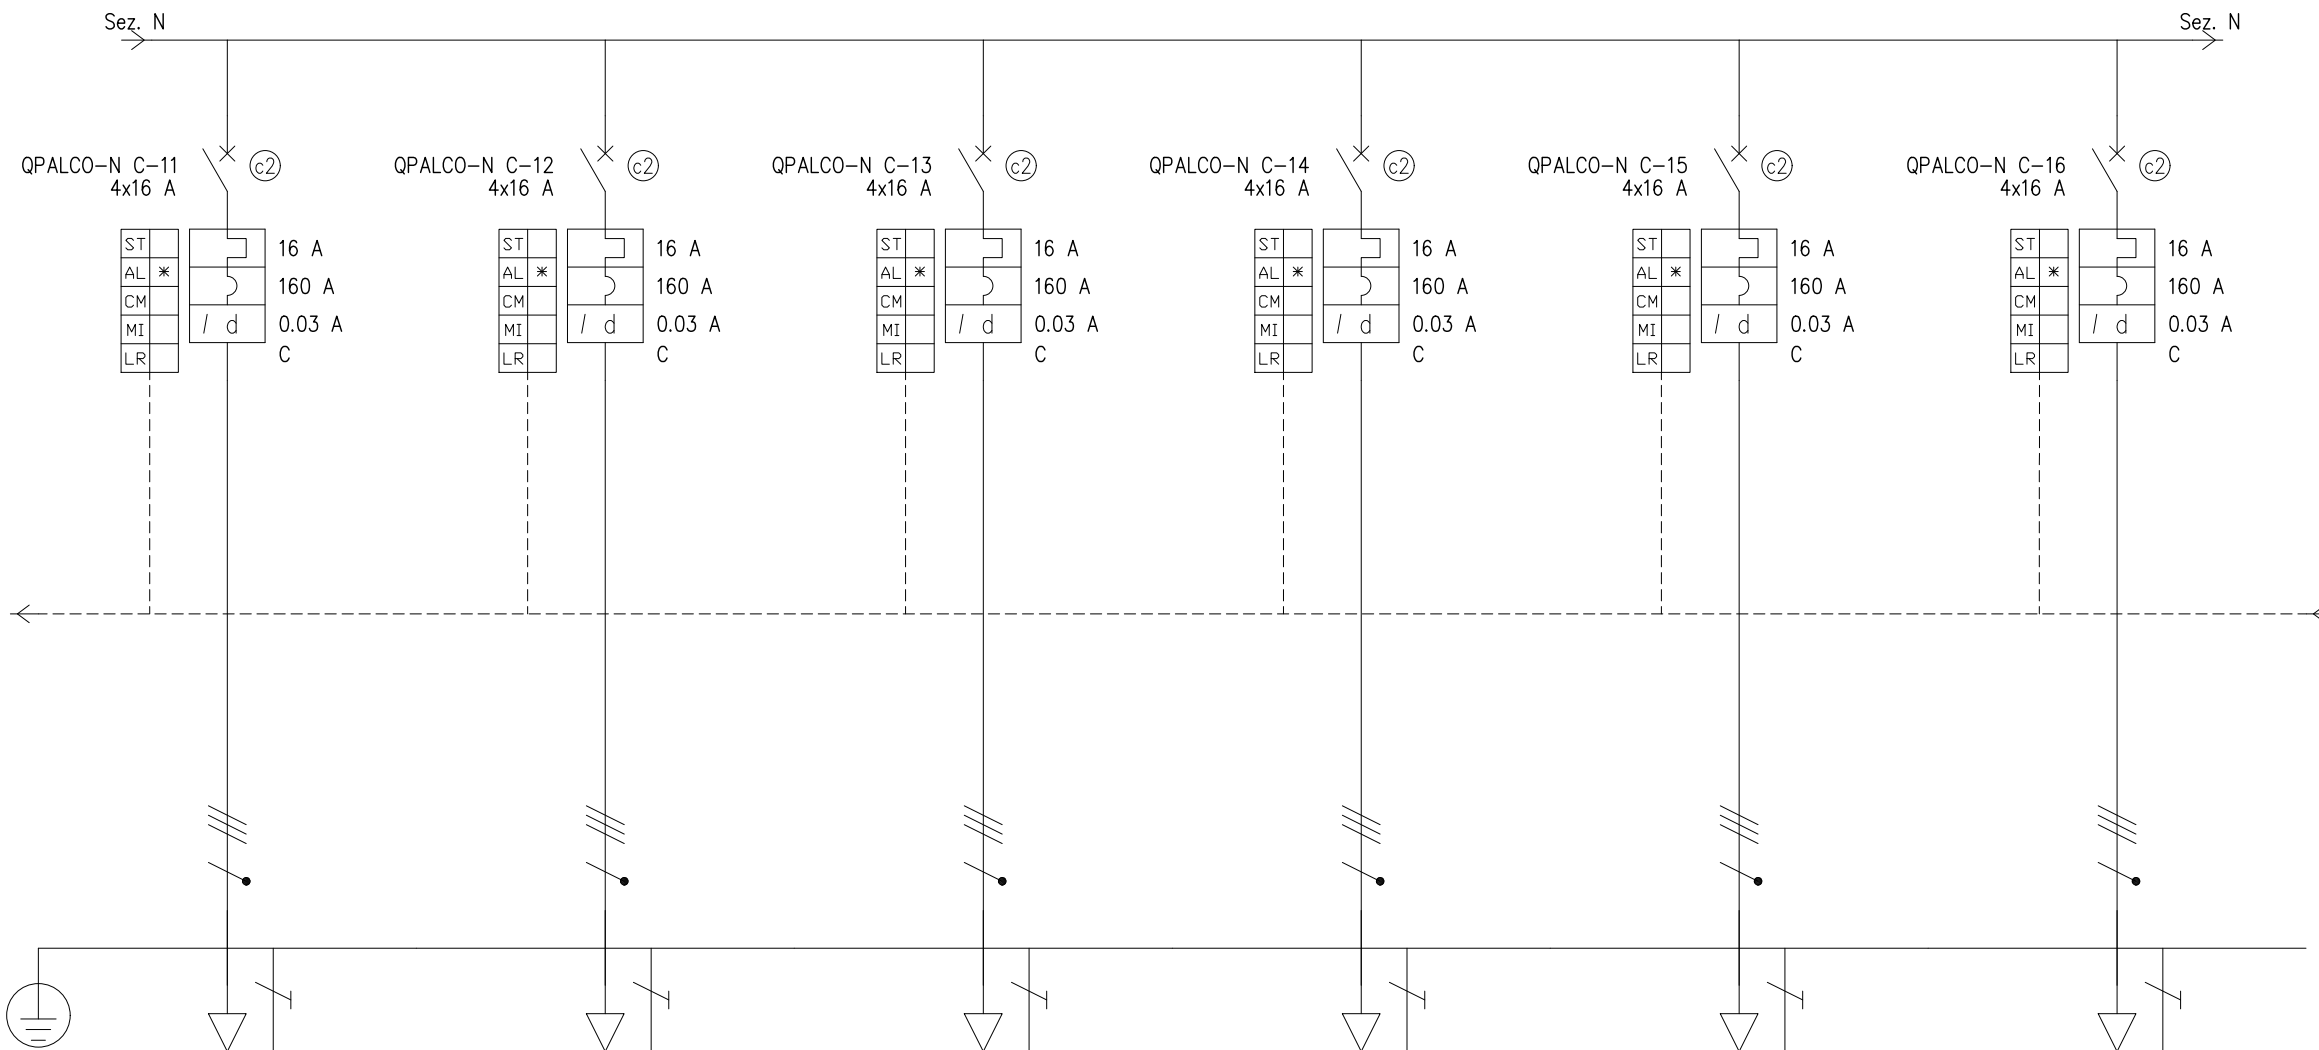 Sez. N
Sez. N
QPALCO-N C-11
4x16 A
c2
ST
AL *
CM
MI
LR
16 A
160 A
/ d 0.03 A
C
QPALCO-N C-12
4x16 A
c2
ST
AL *
CM
MI
LR
16 A
160 A
/ d 0.03 A
C
QPALCO-N C-13
4x16 A
c2
ST
AL *
CM
MI
LR
16 A
160 A
/ d 0.03 A
C
QPALCO-N C-14
4x16 A
c2
ST
AL *
CM
MI
LR
16 A
160 A
/ d 0.03 A
C
QPALCO-N C-15
4x16 A
c2
ST
AL *
CM
MI
LR
16 A
160 A
/ d 0.03 A
C
QPALCO-N C-16
4x16 A
c2
ST
AL *
CM
MI
LR
16 A
160 A
/ d 0.03 A
C